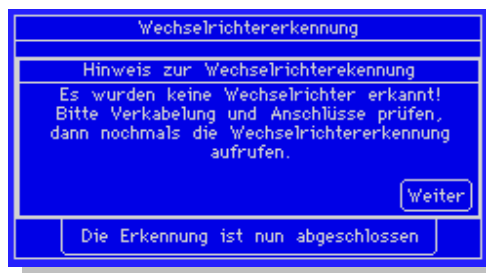 Wechselrichtererkennung
Hinweis zur Wechselrichterekennung
Es wurden keine Wechselrichter erkannt!
Bitte Verkabelung und Anschlüsse prüfen,
dann nochmals die Wechselrichtererkennung
aufrufen.
Weiter
Die Erkennung ist nun abgeschlossen